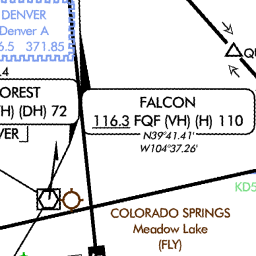 DENVER
Denver A
6.5 371.85
.4
OREST
H) (DH) 72
VER
FALCON
116.3 FQF (VH) (H) 110
N39°41.41'
W104°37.26'
QU
KD5
COLORADO SPRINGS
Meadow Lake
(FLY)